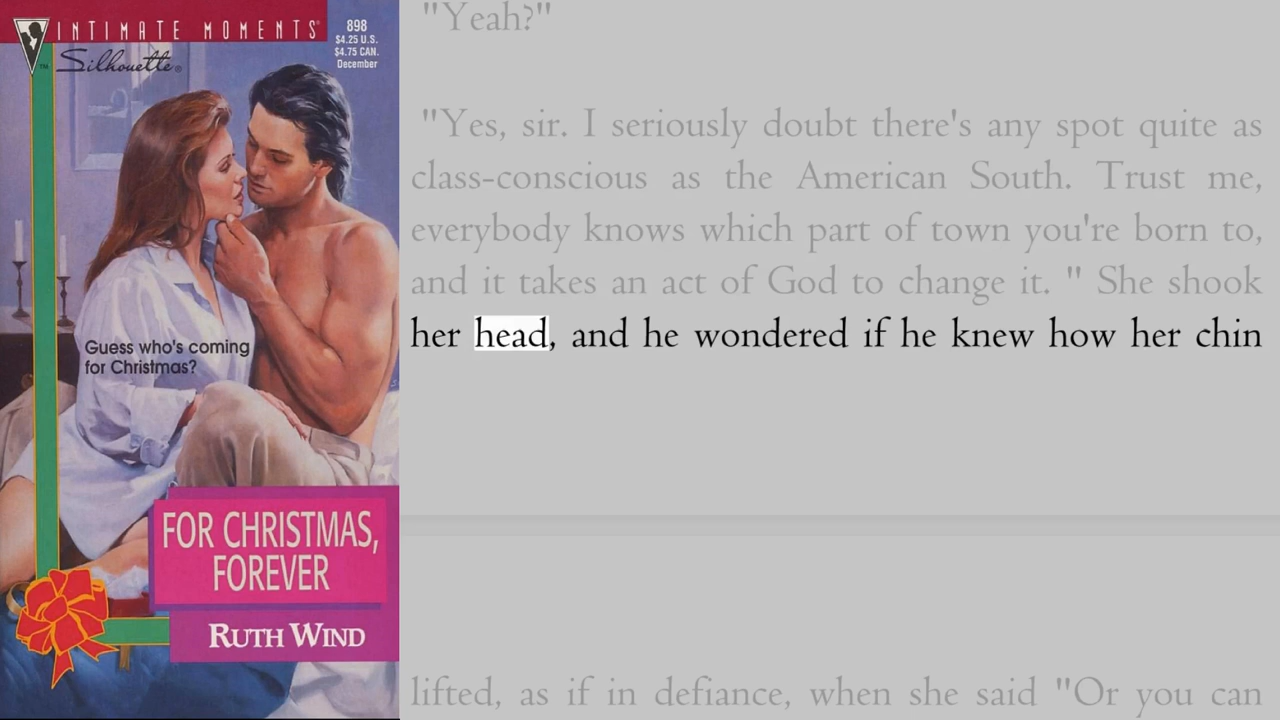 INTIMATE MOMENTS®
898
$4.25 U.S.
$4.75 CAN.
December
™ Silhouette®
Guess who's coming
for Christmas?
FOR CHRISTMAS,
FOREVER
RUTH WIND
"Yeah?"
"Yes, sir. I seriously doubt there's any spot quite as
class-conscious as the American South. Trust me,
everybody knows which part of town you're born to,
and it takes an act of God to change it. " She shook
her head, and he wondered if he knew how her chin
lifted, as if in defiance, when she said "Or you can